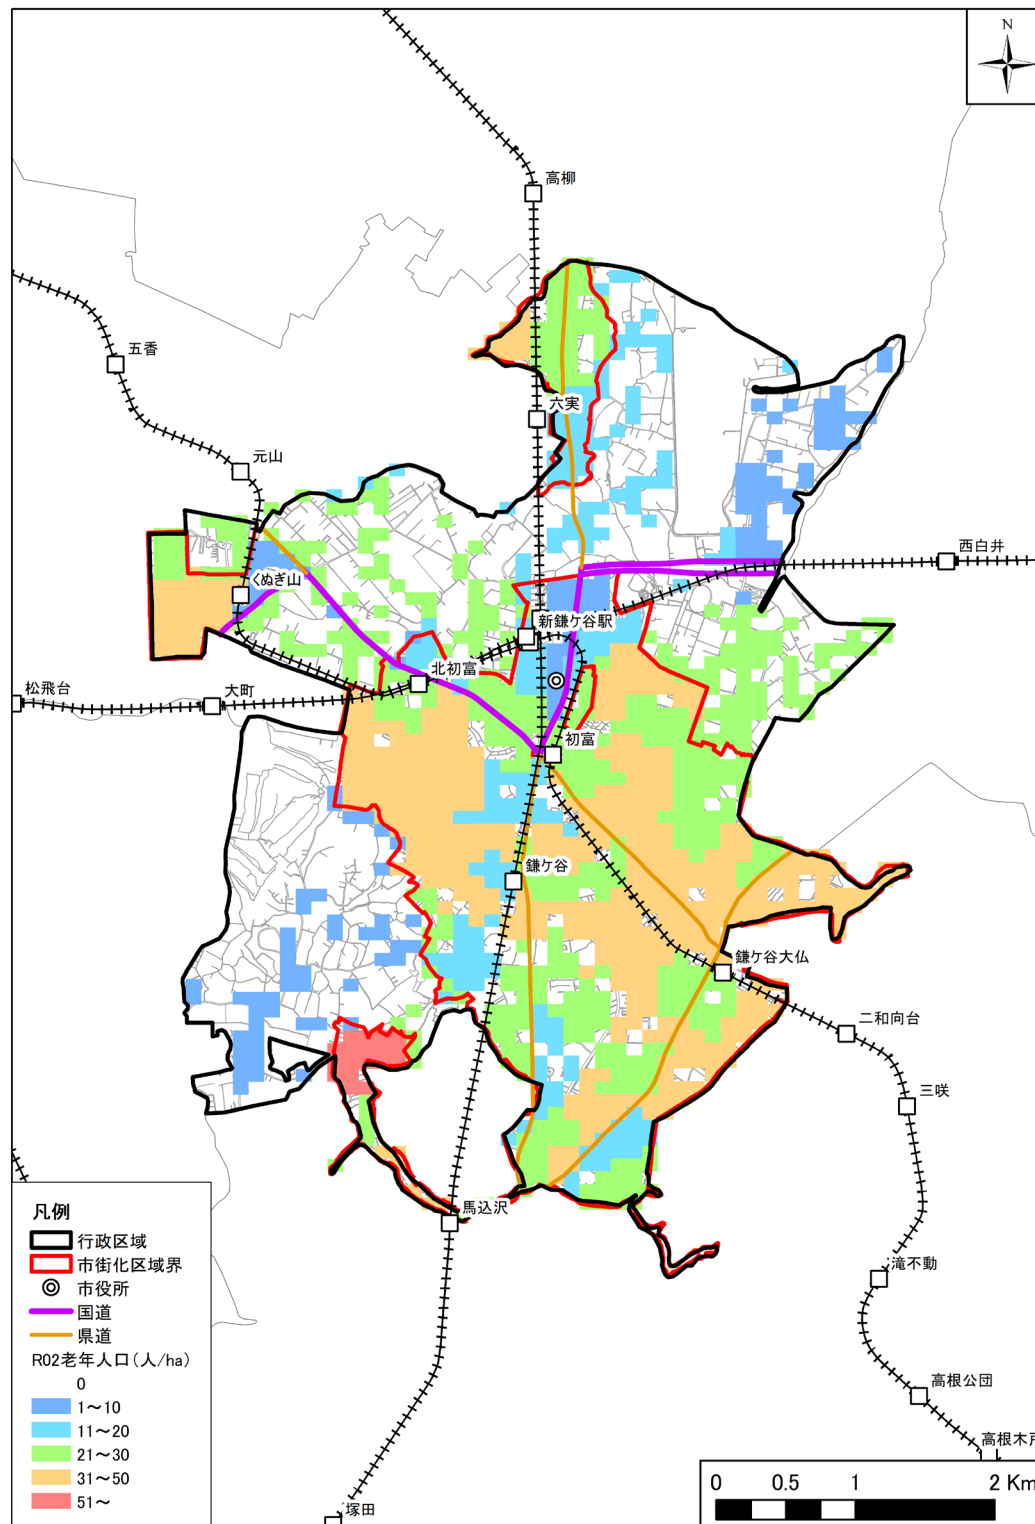 N
高柳
五香
六実
元山
西白井
くぬぎ山
新鎌ケ谷駅
北初富
松飛台
大町
初富
鎌ケ谷
鎌ケ谷大仏
二和向台
三咲
馬込沢
滝不動
高根公団
高根木戸
塚田
凡例
行政区域
市街化区域界
市役所
国道
県道
R02老年人口(人/ha)
0
1～10
11～20
21～30
31～50
51～
0 0.5 1 2 Km